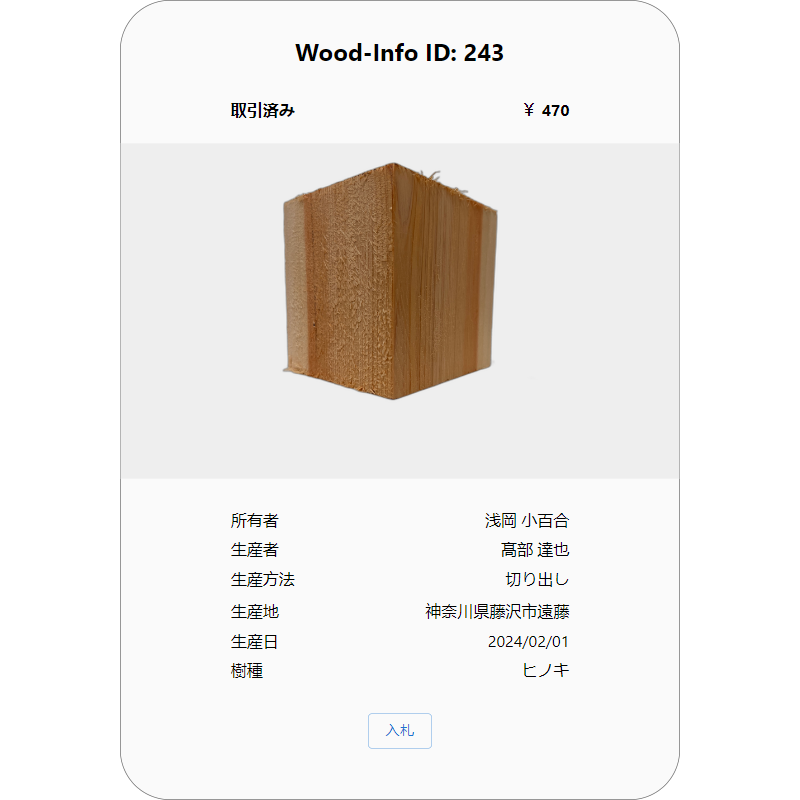 Wood-Info ID: 243
取引済み ￥ 470
所有者 浅岡 小百合
生産者 高部 達也
生産方法 切り出し
生産地 神奈川県藤沢市遠藤
生産日 2024/02/01
樹種 ヒノキ
入札